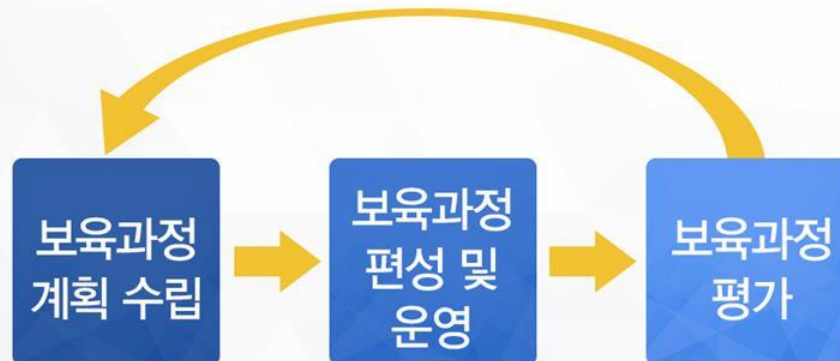 보육과정
계획 수립
보육과정
편성 및
운영
보육과정
평가